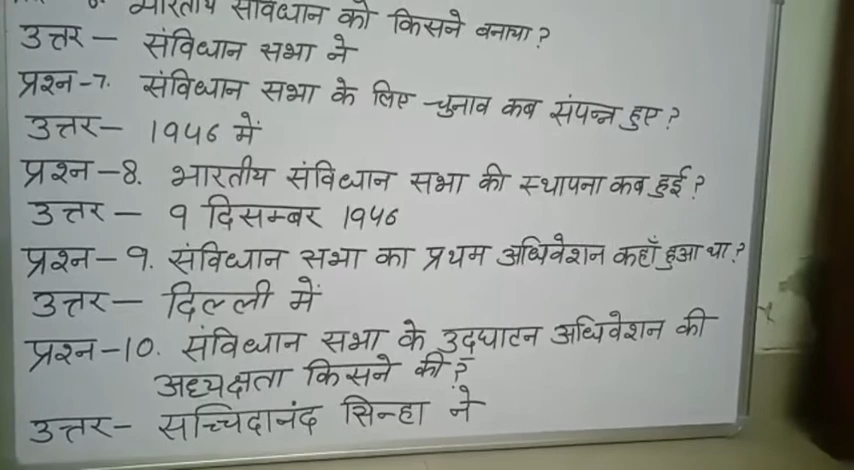 भारतीय संविधान को किसने बनाया?
उत्तर – संविधान सभा ने
प्रश्न -7. संविधान सभा के लिए चुनाव कब संपन्न हुए?
उत्तर – 1946 में
प्रश्न -8. भारतीय संविधान सभा की स्थापना कब हुई?
उत्तर – 9 दिसम्बर 1946
प्रश्न – 9. संविधान सभा का प्रथम अधिवेशन कहाँ हुआ था?
उत्तर – दिल्ली में
प्रश्न -10. संविधान सभा के उद्घाटन अधिवेशन की
अध्यक्षता किसने की?
उत्तर – सच्चिदानंद सिन्हा ने